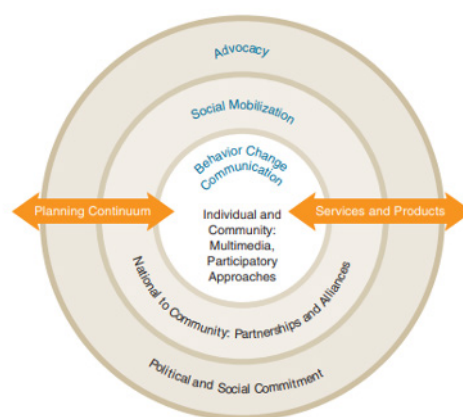 Advocacy
Social Mobilization
Behavior Change
Communication
Planning Continuum
Services and Products
Individual and
Community:
Multimedia,
Participatory
Approaches
National to Community: Partnerships and Alliances
Political and Social Commitment